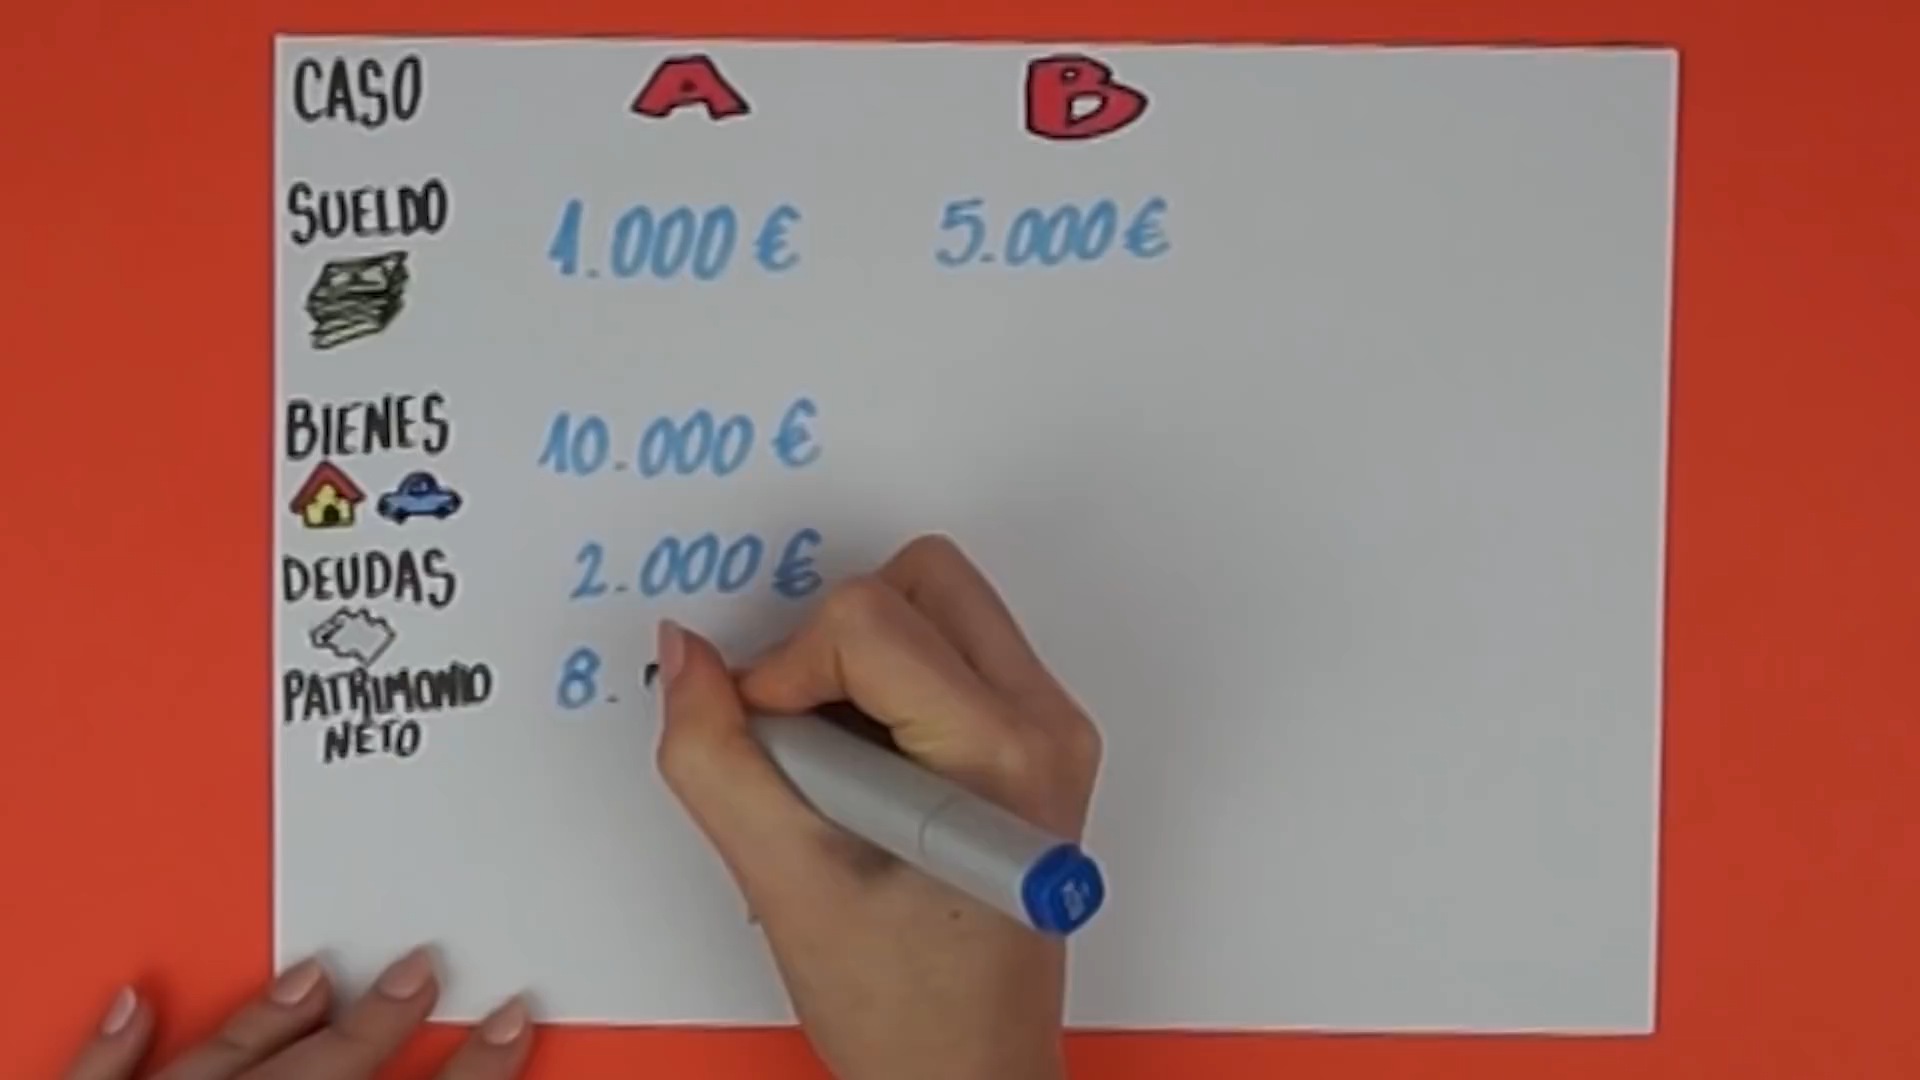 CASO A B
SUELDO 1.000 € 5.000 €
BIENES 10.000 €
DEUDAS 2.000 €
PATRIMONIO 8.
NETO